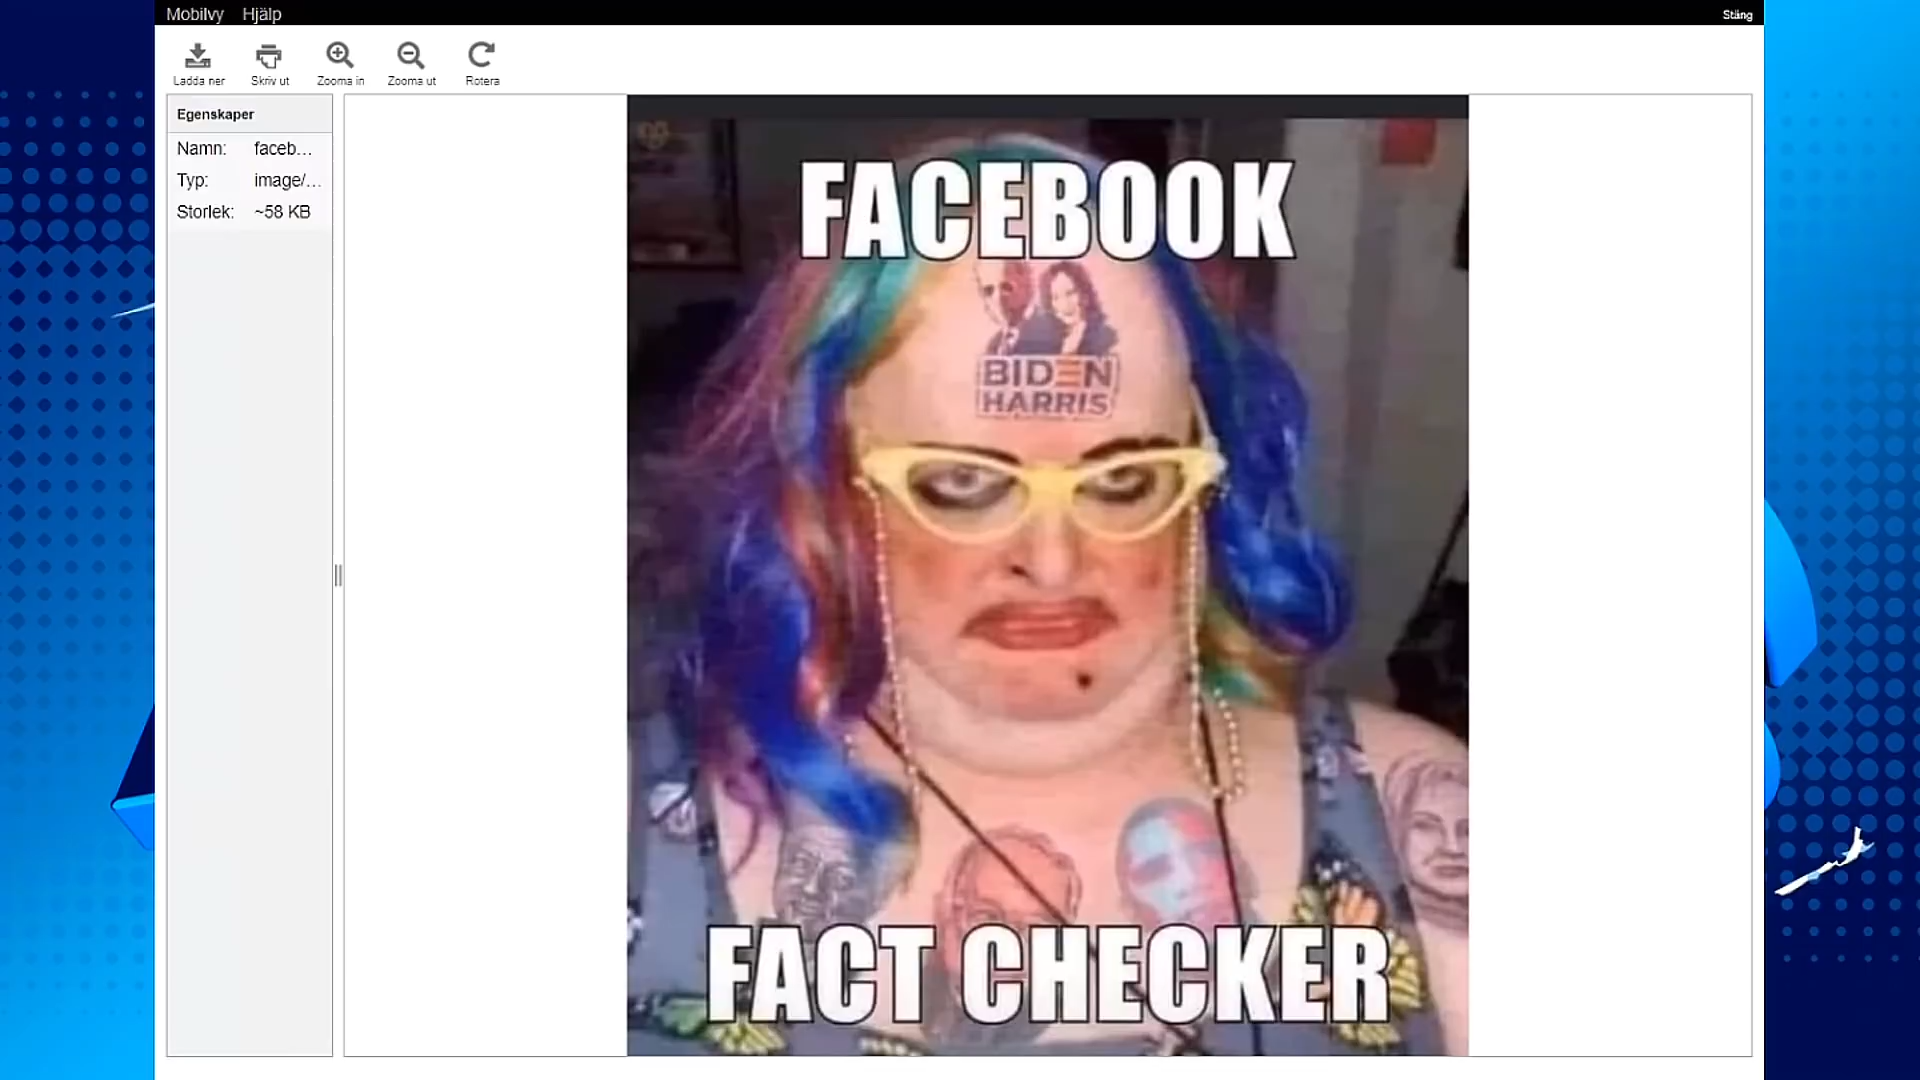 Mobilvy Hjälp
Stäng
Ladda ner Skriv ut Zooma in Zooma ut Rotera
Egenskaper
Namn: faceb...
Typ: image/...
Storlek: ~58 KB
FACEBOOK
BIDEN
HARRIS
FACT CHECKER